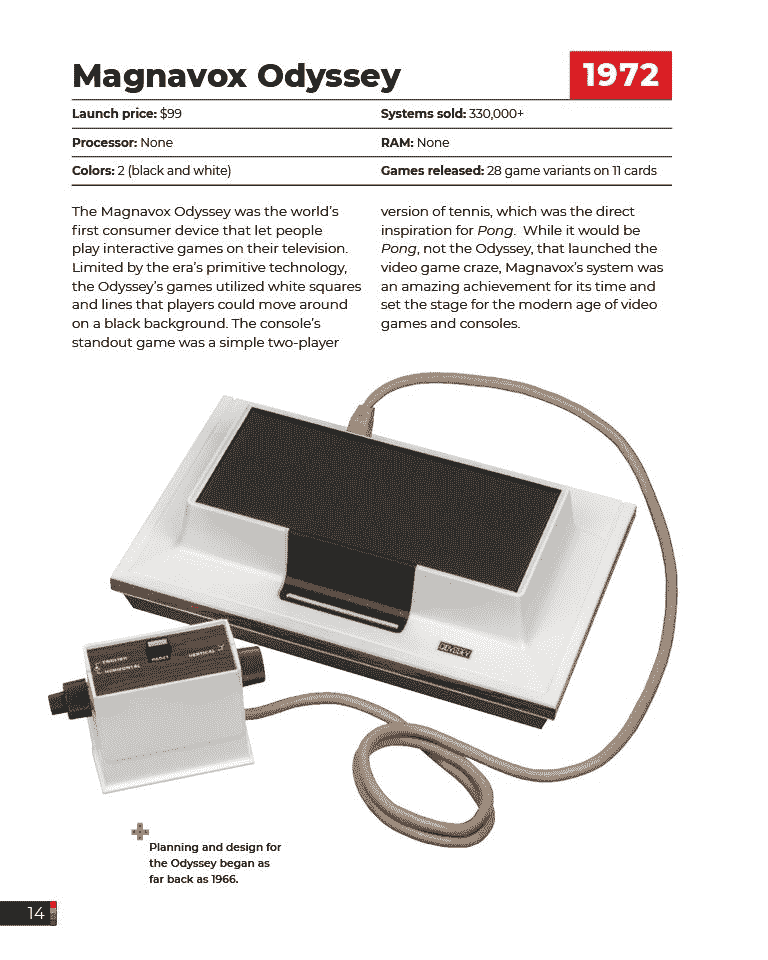 Magnavox Odyssey
1972
Launch price: $99
Systems sold: 330,000+
Processor: None
RAM: None
Colors: 2 (black and white)
Games released: 28 game variants on 11 cards
The Magnavox Odyssey was the world's
first consumer device that let people
play interactive games on their television.
Limited by the era's primitive technology,
the Odyssey's games utilized white squares
and lines that players could move around
on a black background. The console's
standout game was a simple two-player
version of tennis, which was the direct
inspiration for Pong.  While it would be
Pong, not the Odyssey, that launched the
video game craze, Magnavox's system was
an amazing achievement for its time and
set the stage for the modern age of video
games and consoles.
ODYSSEY
ENGLISH
RESET
VERTICAL
HORIZONTAL
Planning and design for
the Odyssey began as
far back as 1966.
14